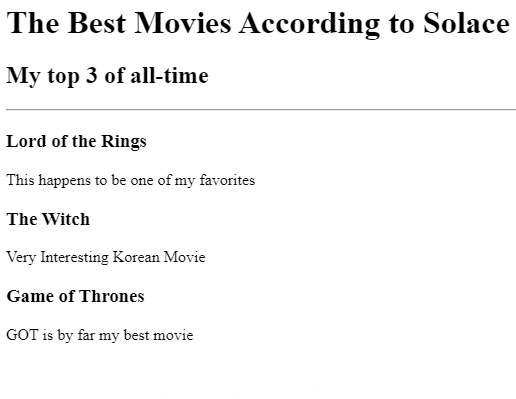 The Best Movies According to Solace
My top 3 of all-time
Lord of the Rings
This happens to be one of my favorites
The Witch
Very Interesting Korean Movie
Game of Thrones
GOT is by far my best movie